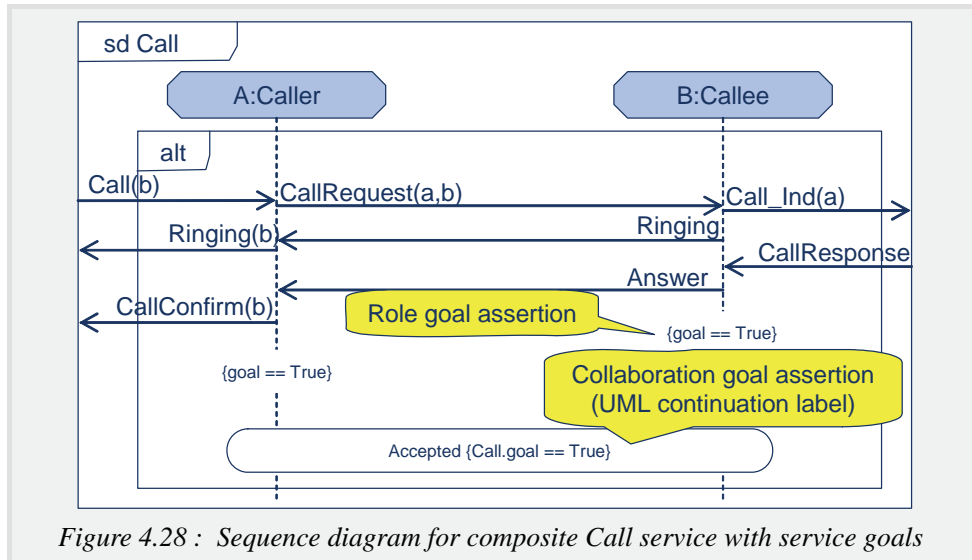 sd Call
A:Caller
B:Callee
alt
Call(b)
CallRequest(a,b)
Call_Ind(a)
Ringing(b)
Ringing
CallResponse
Answer
CallConfirm(b)
Role goal assertion
{goal == True}
{goal == True}
Collaboration goal assertion
(UML continuation label)
Accepted {Call.goal == True}
Figure 4.28 : Sequence diagram for composite Call service with service goals